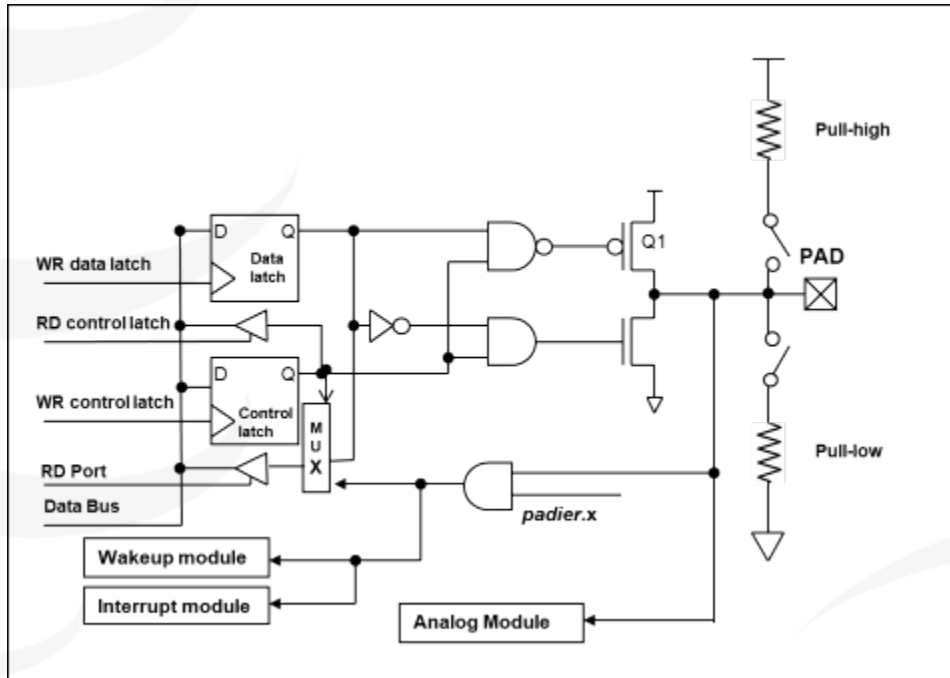 Pull-high
Q1
PAD
D
Q
Data
latch
WR data latch
RD control latch
D
Q
Control
latch
WR control latch
M
U
X
RD Port
Data Bus
padier.x
Pull-low
Wakeup module
Interrupt module
Analog Module